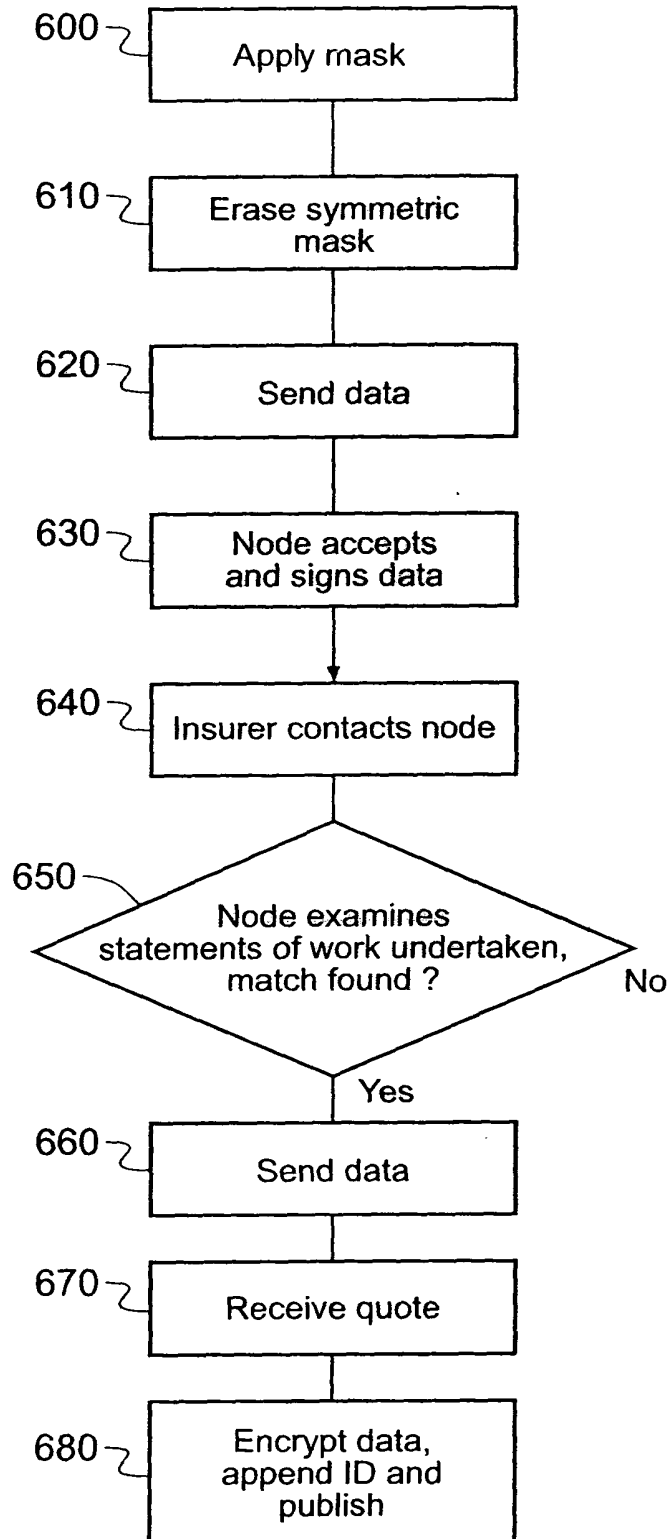 600
Apply mask
610
Erase symmetric
mask
620
Send data
630
Node accepts
and signs data
640
Insurer contacts node
650
Node examines
statements of work undertaken,
match found ?
No
Yes
660
Send data
670
Receive quote
680
Encrypt data,
append ID and
publish